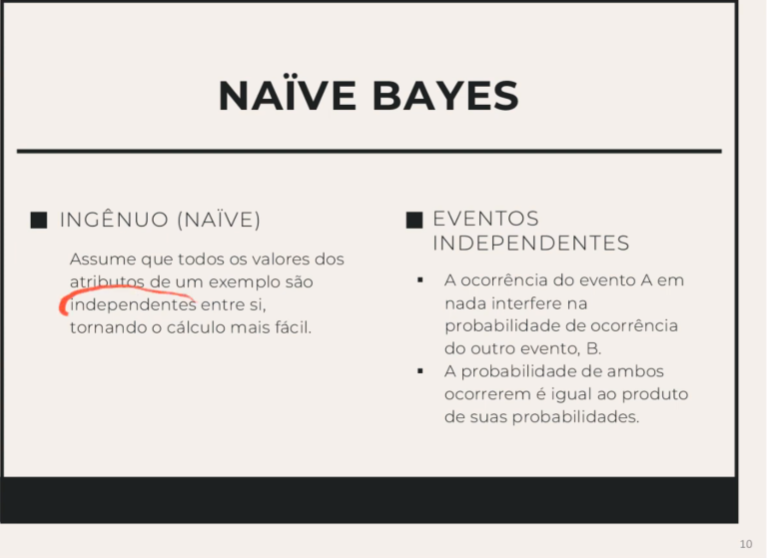 NAÏVE BAYES
INGÊNUO (NAÏVE)
Assume que todos os valores dos
atributos de um exemplo são
independentes entre si,
tornando o cálculo mais fácil.
EVENTOS
INDEPENDENTES
A ocorrência do evento A em
nada interfere na
probabilidade de ocorrência
do outro evento, B.
A probabilidade de ambos
ocorrerem é igual ao produto
de suas probabilidades.
10